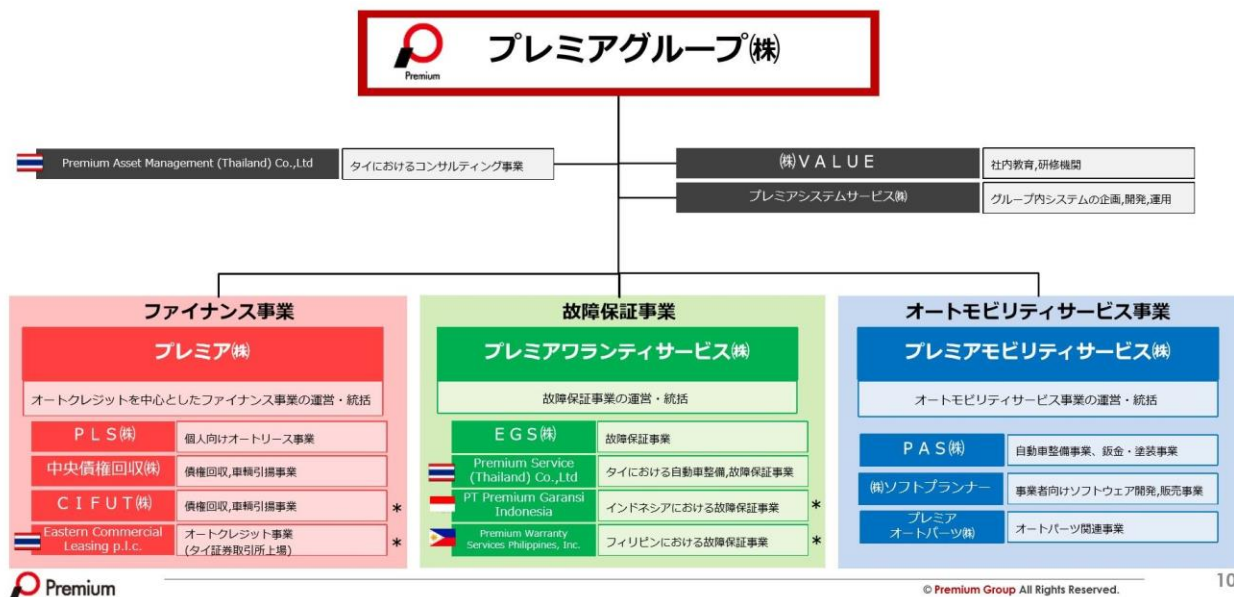 Premium
プレミアグループ㈱
Premium Asset Management (Thailand) Co.,Ltd
タイにおけるコンサルティング事業
㈱ＶＡＬＵＥ
社内教育,研修機関
プレミアシステムサービス㈱
グループ内システムの企画,開発,運用
ファイナンス事業
プレミア㈱
オートクレジットを中心としたファイナンス事業の運営・統括
ＰＬＳ㈱
個人向けオートリース事業
中央債権回収㈱
債権回収,車輌引揚事業
ＣＩＦＵＴ㈱
債権回収,車輌引揚事業
*
Eastern Commercial
Leasing p.l.c.
オートクレジット事業
(タイ証券取引所上場)
*
故障保証事業
プレミアワランティサービス㈱
故障保証事業の運営・統括
ＥＧＳ㈱
故障保証事業
Premium Service
(Thailand) Co.,Ltd
タイにおける自動車整備,故障保証事業
PT Premium Garansi
Indonesia
インドネシアにおける故障保証事業
*
Premium Warranty
Services Philippines, Inc.
フィリピンにおける故障保証事業
*
オートモビリティサービス事業
プレミアモビリティサービス㈱
オートモビリティサービス事業の運営・統括
ＰＡＳ㈱
自動車整備事業、鈑金・塗装事業
㈱ソフトプランナー
事業者向けソフトウェア開発,販売事業
プレミア
オートパーツ㈱
オートパーツ関連事業
Premium
© Premium Group All Rights Reserved.
10